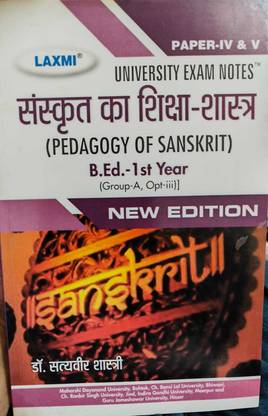 PAPER-IV & V
LAXMI®
UNIVERSITY EXAM NOTES™
संस्कृत का शिक्षा-शास्त्र
(PEDAGOGY OF SANSKRIT)
B.Ed.-1st Year
(Group-A, Opt-iii)]
NEW EDITION
॥sanskrit॥
डॉ. सत्यवीर शास्त्री
Maharshi Dayanand University, Rohtak, Ch. Bansi Lal University, Bhiwani,
Ch. Ranbir Singh University, Jind, Indira Gandhi University, Meerpur and
Guru Jameshwar University, Hisar